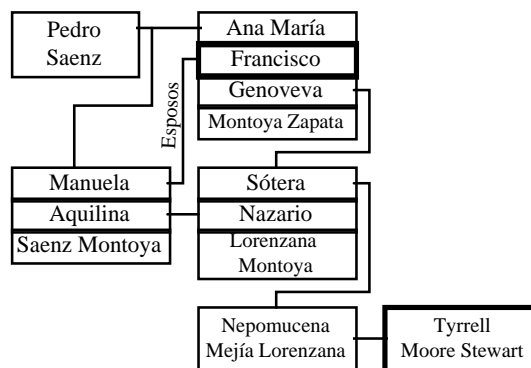 Pedro
Saenz
Ana María
Francisco
Genoveva
Montoya Zapata
Esposos
Manuela
Aquilina
Saenz Montoya
Sótera
Nazario
Lorenzana
Montoya
Nepomucena
Mejía Lorenzana
Tyrrell
Moore Stewart